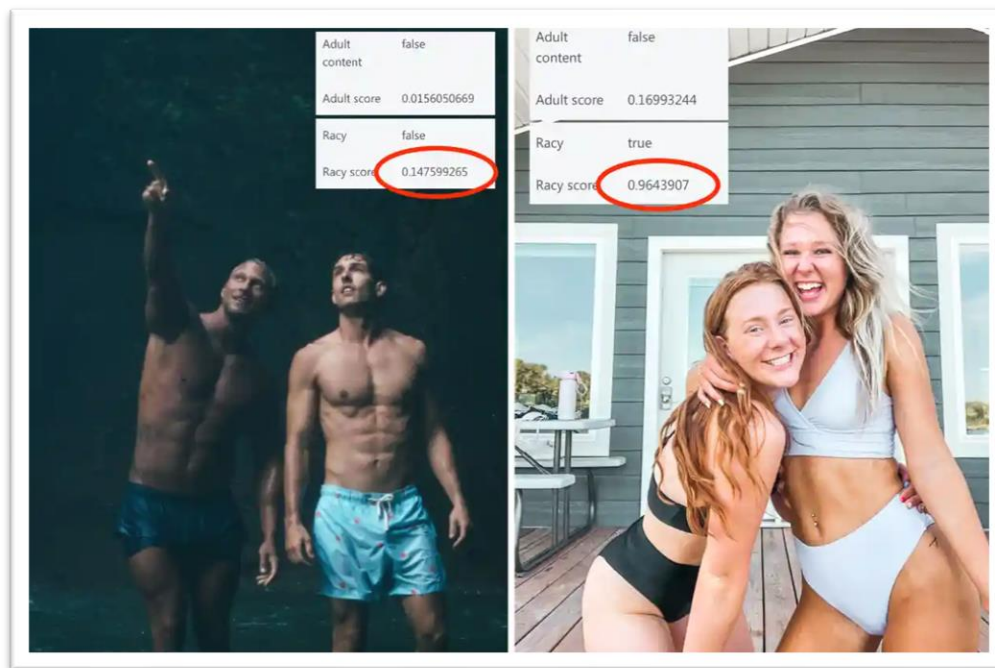 Adult content false
Adult score 0.0156050669
Racy false
Racy score 0.147599265
Adult content false
Adult score 0.16993244
Racy true
Racy score 0.9643907